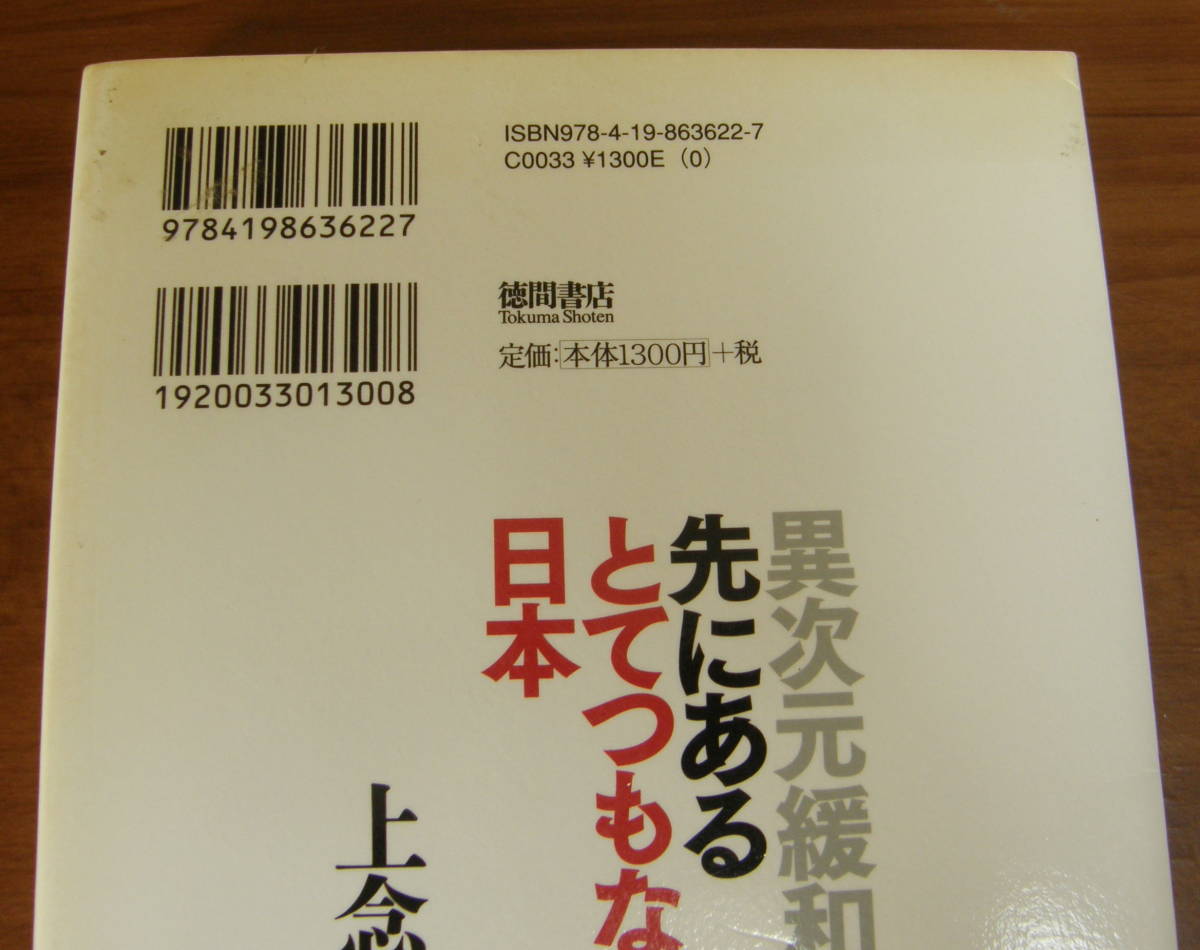 ISBN978-4-19-863622-7
C0033 ¥1300E (0)
9784198636227
徳間書店
Tokuma Shoten
定価:本体1300円+税
1920033013008
異次元緩和
先にある
とてつもな
日本
上念